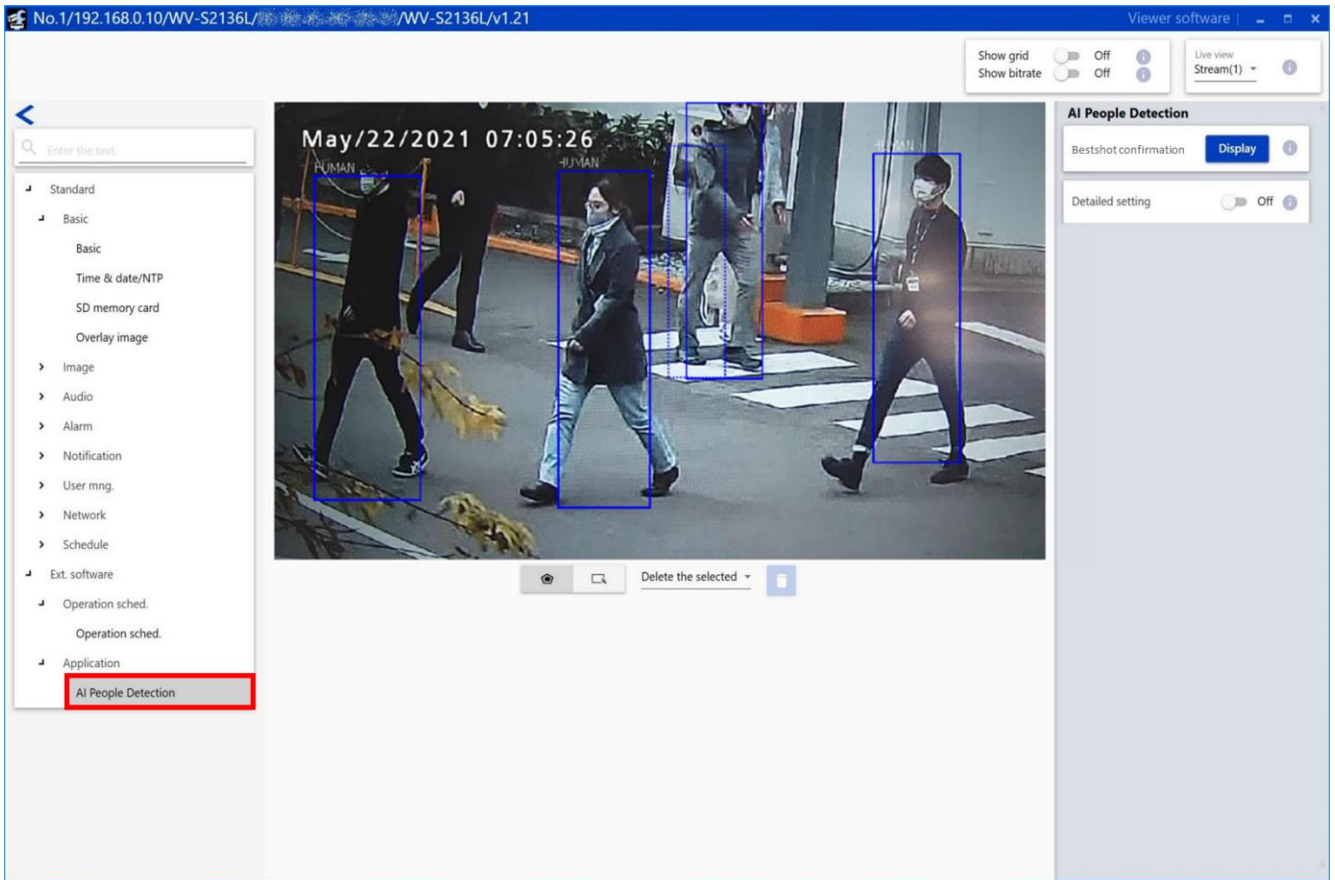 No.1/192.168.0.10/WV-S2136L/ /WV-S2136L/v1.21
Viewer software
Show grid Off
Show bitrate Off
Live view
Stream(1)
Enter the text.
Standard
Basic
Basic
Time & date/NTP
SD memory card
Overlay image
Image
Audio
Alarm
Notification
User mng.
Network
Schedule
Ext. software
Operation sched.
Operation sched.
Application
AI People Detection
May/22/2021 07:05:26
HUMAN
HUMAN
HUMA
HUMAN
Delete the selected
AI People Detection
Bestshot confirmation Display
Detailed setting Off